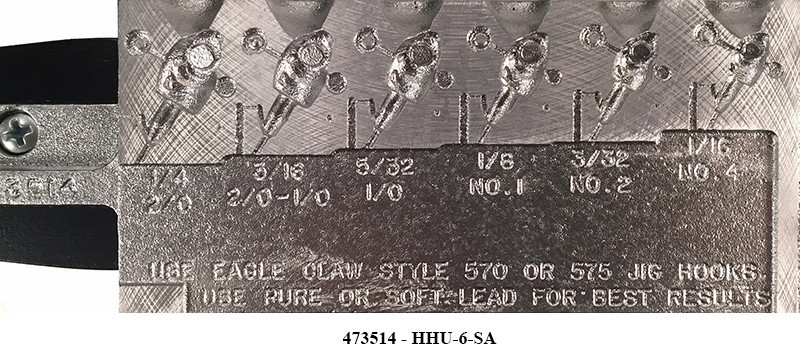 1/4 3/16 5/32 1/8 3/32 1/16
2/0 2/0-1/0 1/0 NO.1 NO.2 NO.4
USE EAGLE CLAW STYLE 570 OR 575 JIG HOOKS.
USE PURE OR SOFT LEAD FOR BEST RESULTS
473514 - HHU-6-SA